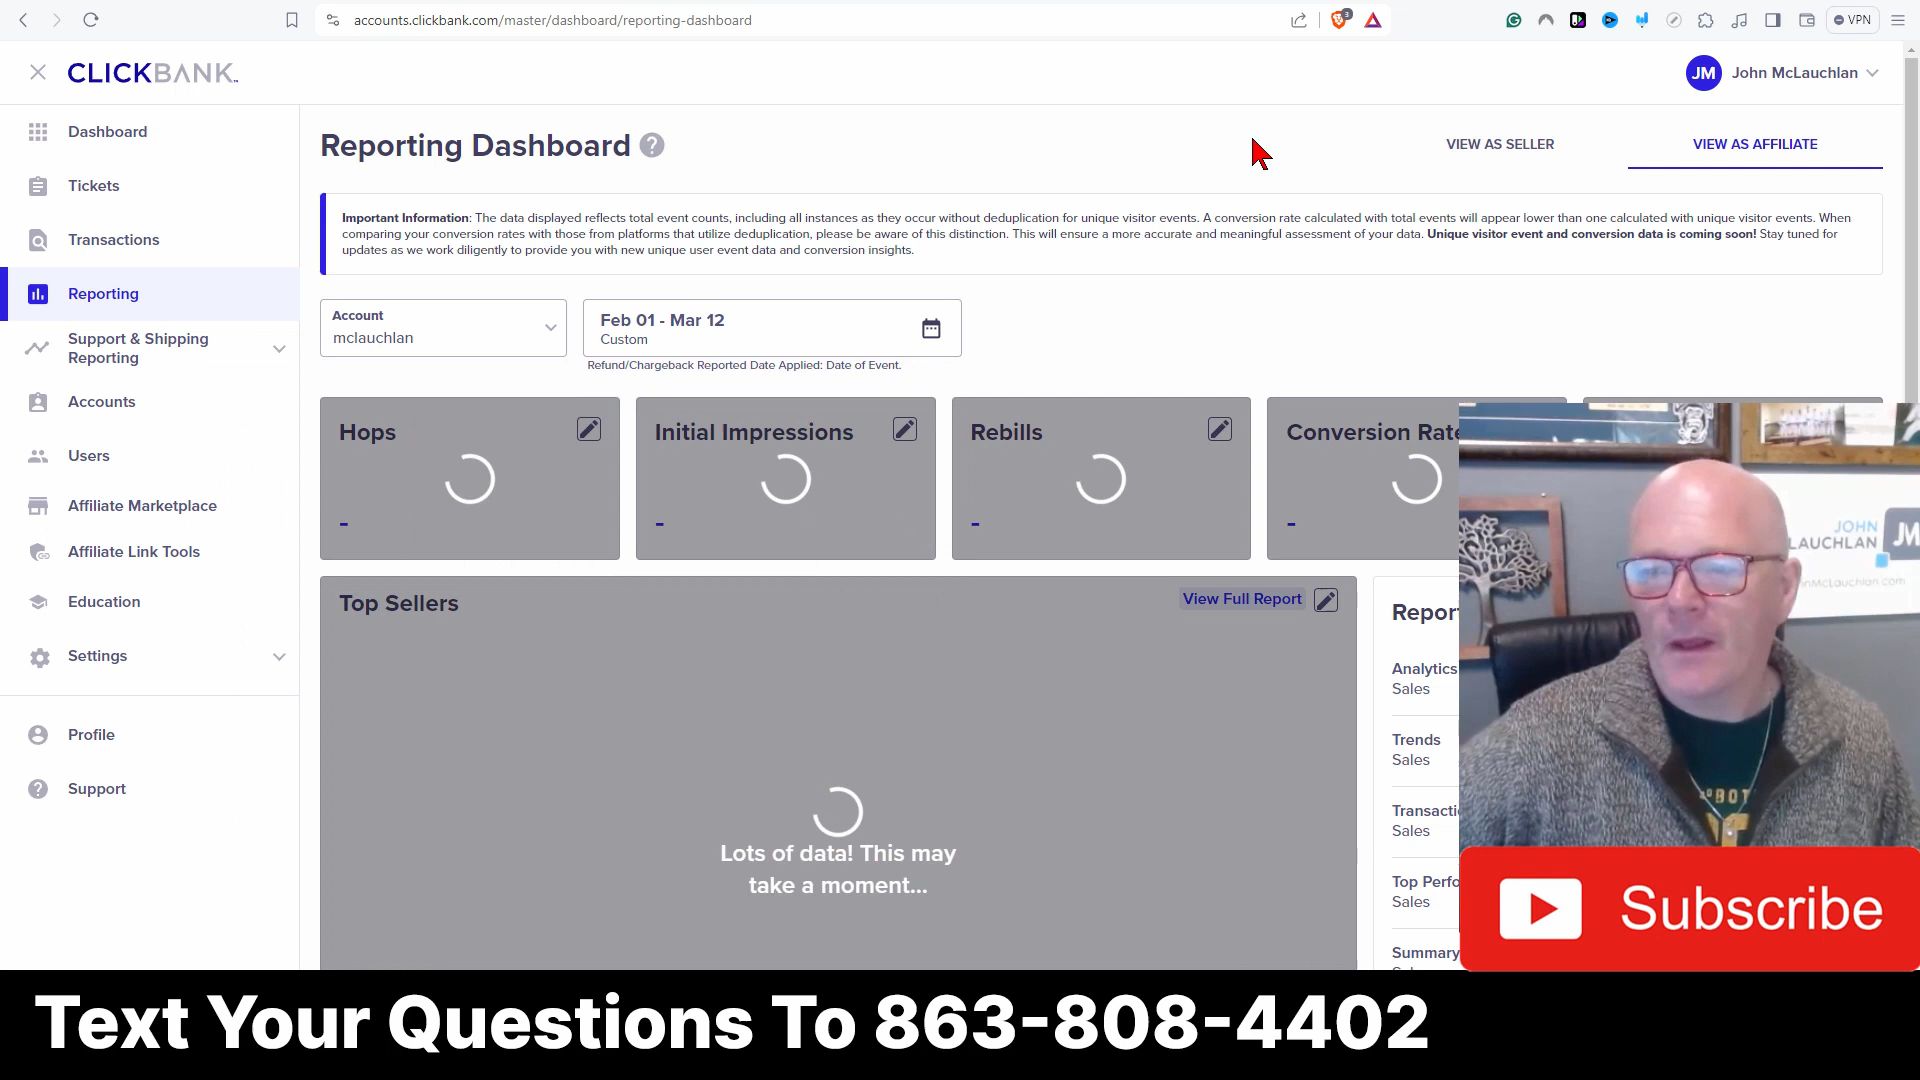 accounts.clickbank.com/master/dashboard/reporting-dashboard
3
VPN
CLICKBANK
JM
John McLauchlan
Dashboard
Tickets
Transactions
Reporting
Support & Shipping
Reporting
Accounts
Users
Affiliate Marketplace
Affiliate Link Tools
Education
Settings
Profile
Support
Reporting Dashboard
?
VIEW AS SELLER
VIEW AS AFFILIATE
Important Information: The data displayed reflects total event counts, including all instances as they occur without deduplication for unique visitor events. A conversion rate calculated with total events will appear lower than one calculated with unique visitor events. When
comparing your conversion rates with those from platforms that utilize deduplication, please be aware of this distinction. This will ensure a more accurate and meaningful assessment of your data. Unique visitor event and conversion data is coming soon! Stay tuned for
updates as we work diligently to provide you with new unique user event data and conversion insights.
Account
mclauchlan
Feb 01 - Mar 12
Custom
Refund/Chargeback Reported Date Applied: Date of Event.
Hops
-
Initial Impressions
-
Rebills
-
Conversion Rate
-
Top Sellers
View Full Report
Lots of data! This may
take a moment...
Repor
Analytics
Sales
Trends
Sales
Transacti
Sales
Top Perfo
Sales
Summary
JOHN
LAUCHLAN
JM
McLauchlan.com
Subscribe
Text Your Questions To 863-808-4402